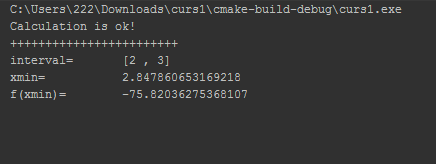 C:\Users\222\Downloads\curs1\cmake-build-debug\curs1.exe
Calculation is ok!
++++++++++++++++++++++++
interval= [2 , 3]
xmin= 2.847860653169218
f(xmin)= -75.82036275368107